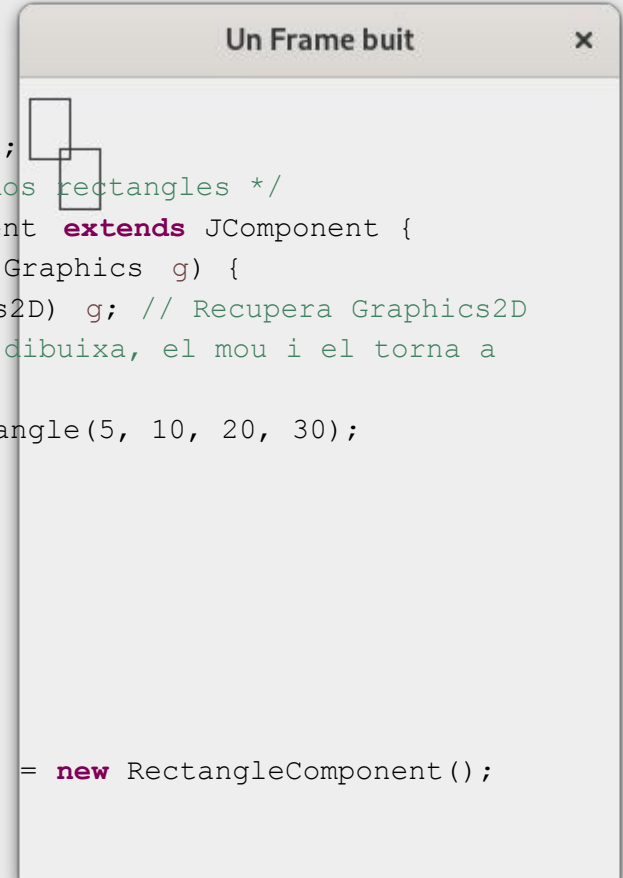 Un Frame buit ×
;
os rectangles */
nt extends JComponent {
Graphics g) {
s2D) g; // Recupera Graphics2D
dibuixa, el mou i el torna a
angle(5, 10, 20, 30);
= new RectangleComponent();